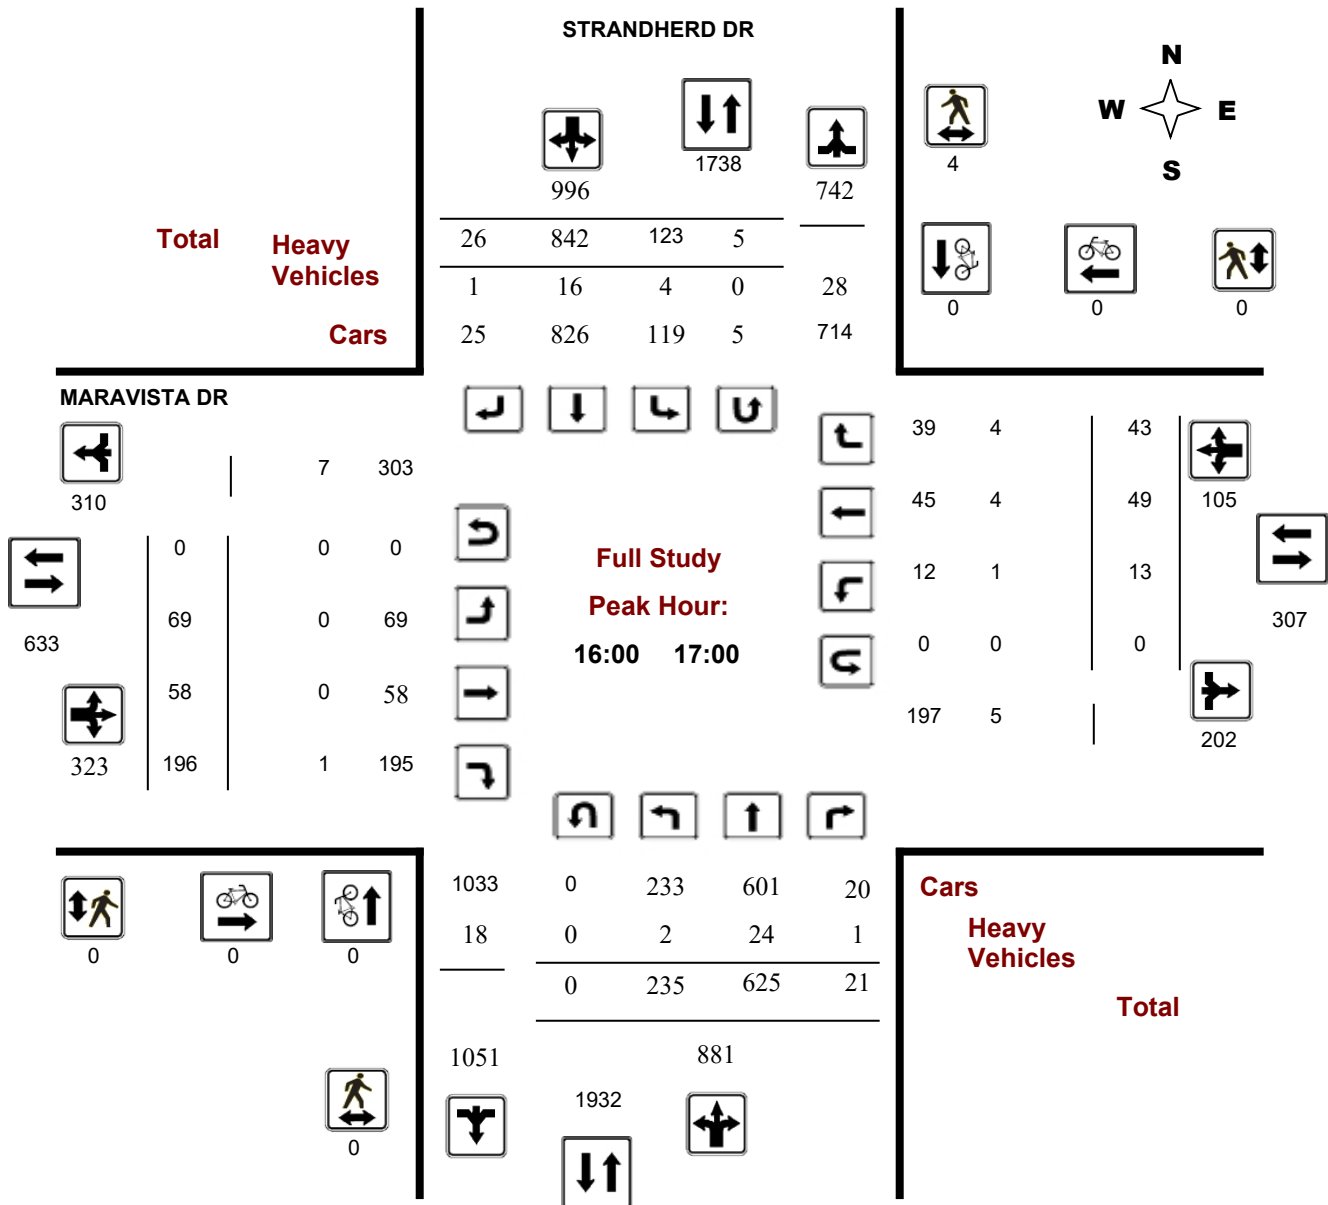 STRANDHERD DR
N
W E
S
1738
4
996 742
Total
Heavy
Vehicles
Cars
26 842 123 5
1 16 4 0 28
25 826 119 5 714
0 0 0
MARAVISTA DR
310
7 303
0 0 0
633
69 0 69
58 0 58
323 196 1 195
Full Study
Peak Hour:
16:00 17:00
39 4 43
45 4 49 105
12 1 13
307
0 0 0
197 5
202
1033 0 233 601 20
18 0 2 24 1
0 235 625 21
1051 881
1932
0 0 0
0
Cars
Heavy
Vehicles
Total